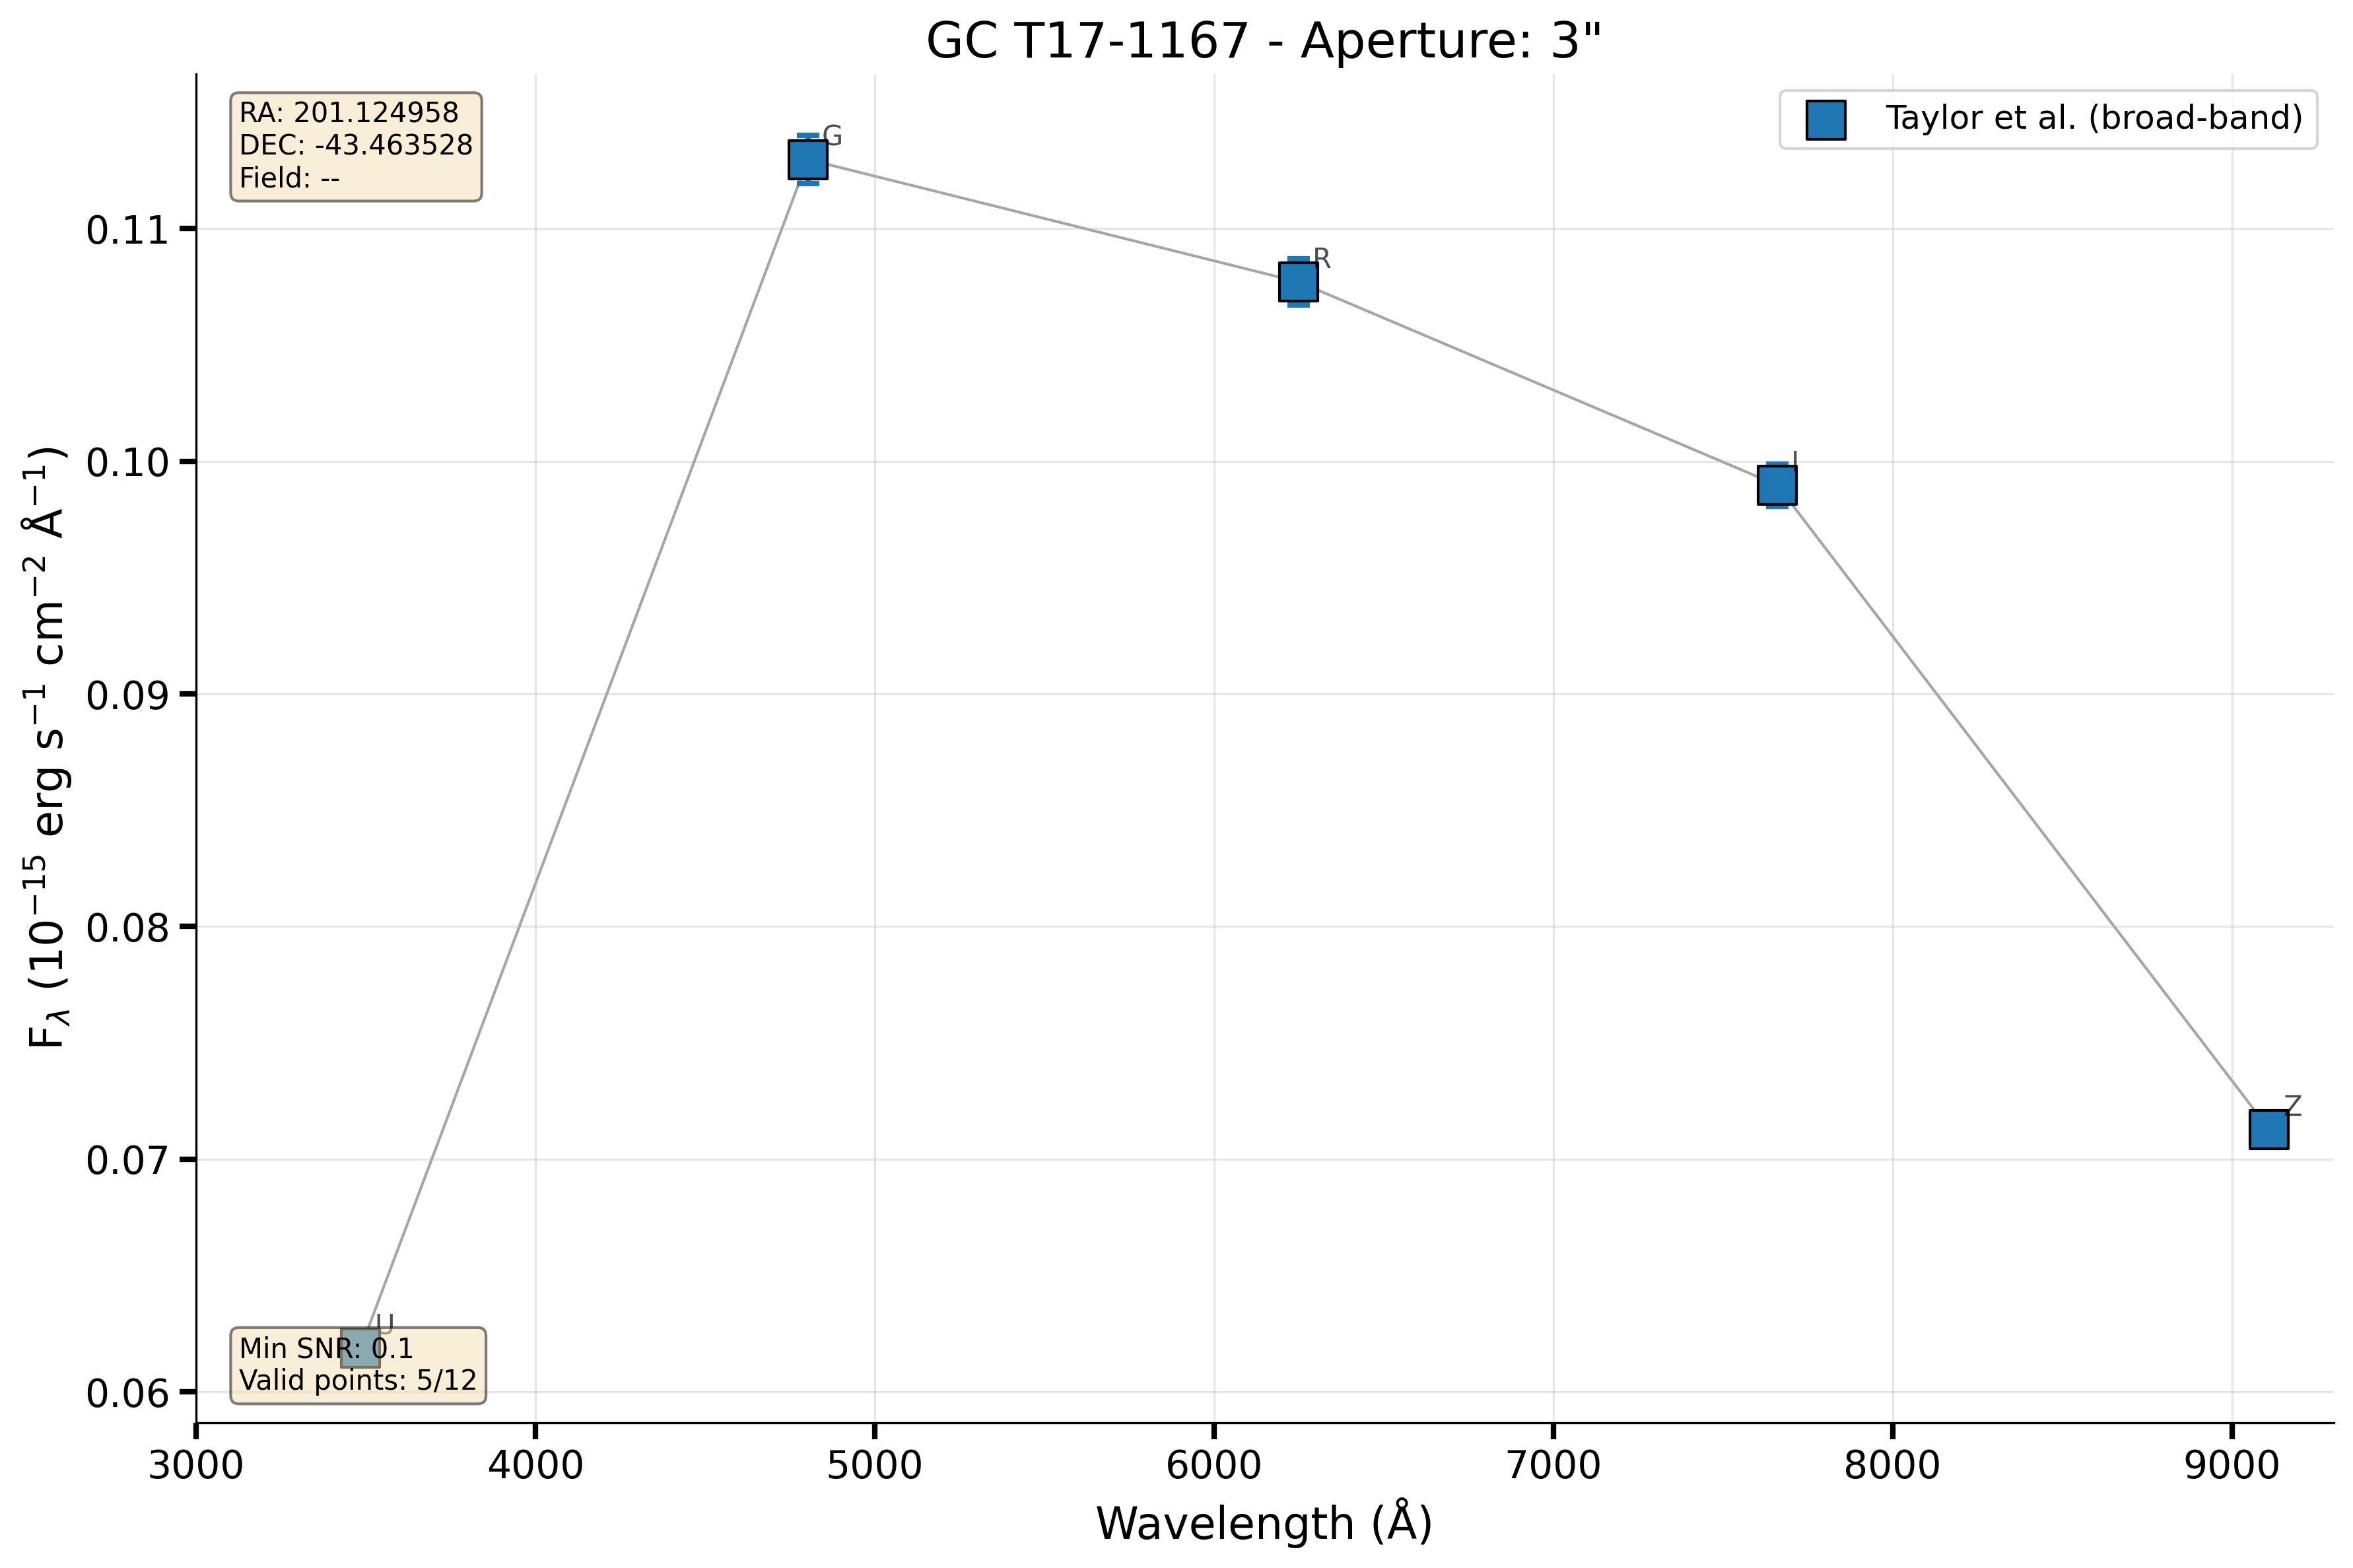 GC T17-1167 - Aperture: 3"
RA: 201.124958
DEC: -43.463528
Field: --
Taylor et al. (broad-band)
G
R
I
Z
U
Min SNR: 0.1
Valid points: 5/12
0.11
0.10
0.09
0.08
0.07
0.06
F_λ (10⁻¹⁵ erg s⁻¹ cm⁻² Å⁻¹)
3000 4000 5000 6000 7000 8000 9000
Wavelength (Å)